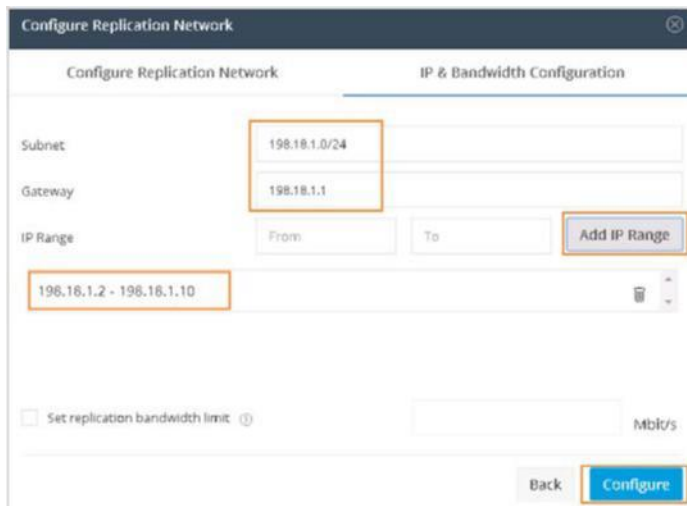 Configure Replication Network
Configure Replication Network IP & Bandwidth Configuration
Subnet 198.18.1.0/24
Gateway 198.18.1.1
IP Range From To Add IP Range
198.18.1.2 - 198.18.1.10
Set replication bandwidth limit Mbit/s
Back Configure